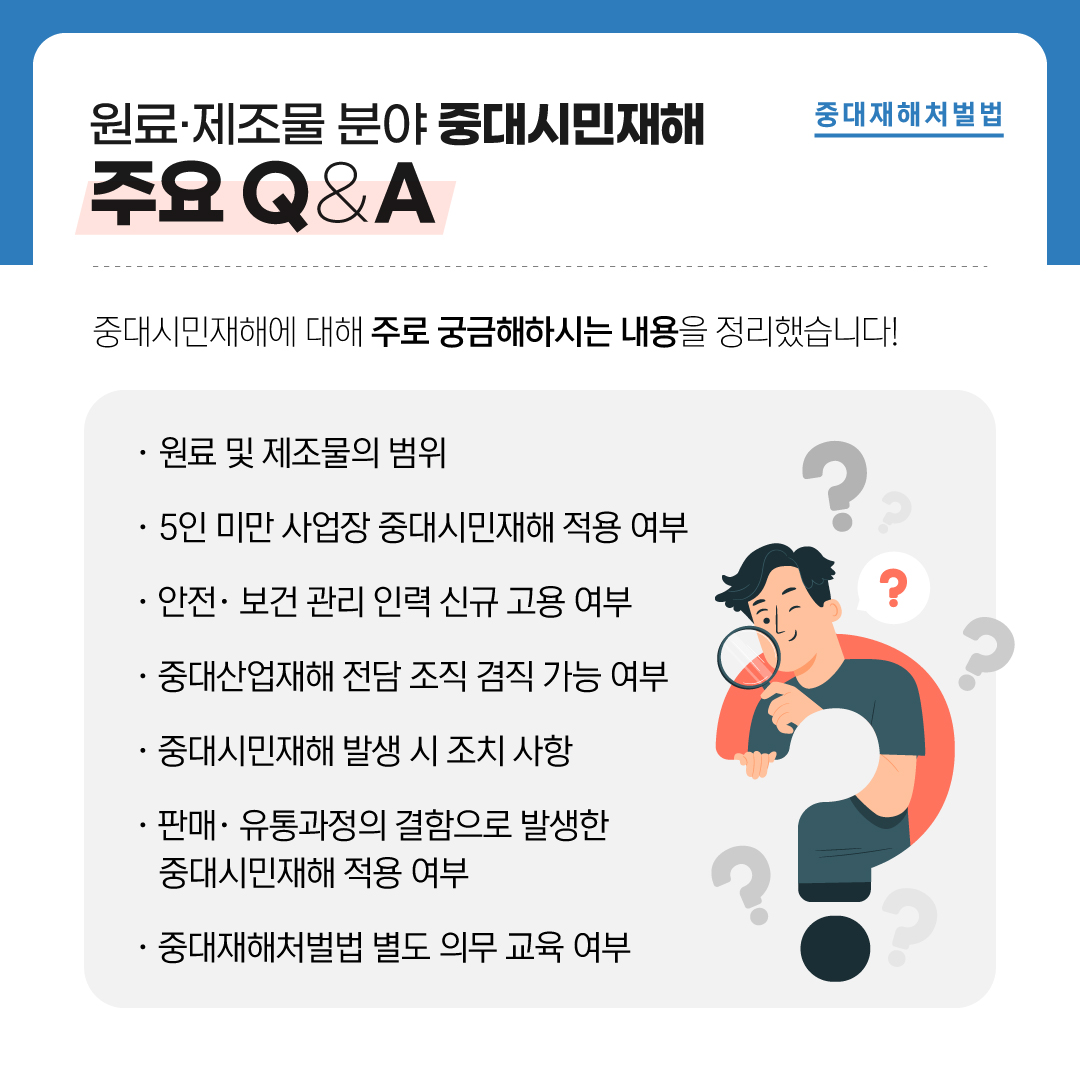 원료·제조물 분야 중대시민재해
중대재해처벌법
주요 Q&A
중대시민재해에 대해 주로 궁금해하시는 내용을 정리했습니다!
· 원료 및 제조물의 범위
· 5인 미만 사업장 중대시민재해 적용 여부
· 안전· 보건 관리 인력 신규 고용 여부
· 중대산업재해 전담 조직 겸직 가능 여부
· 중대시민재해 발생 시 조치 사항
· 판매· 유통과정의 결함으로 발생한
중대시민재해 적용 여부
· 중대재해처벌법 별도 의무 교육 여부
?
?
?
?
?
?